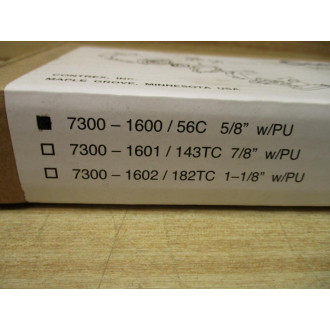 CONTREX, INC.
MAPLE GROVE, MINNESOTA USA
7300 – 1600 / 56C 5/8” w/PU
7300 – 1601 / 143TC 7/8” w/PU
7300 – 1602 / 182TC 1–1/8” w/PU